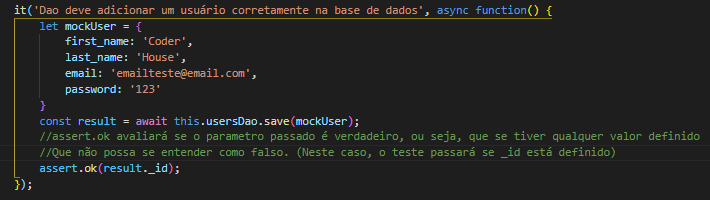 it('Dao deve adicionar um usuário corretamente na base de dados', async function() {
let mockUser = {
first_name: 'Coder',
last_name: 'House',
email: 'emailteste@email.com',
password: '123'
}
const result = await this.usersDao.save(mockUser);
//assert.ok avaliará se o parametro passado é verdadeiro, ou seja, que se tiver qualquer valor definido
//Que não possa se entender como falso. (Neste caso, o teste passará se _id está definido)
assert.ok(result._id);
});